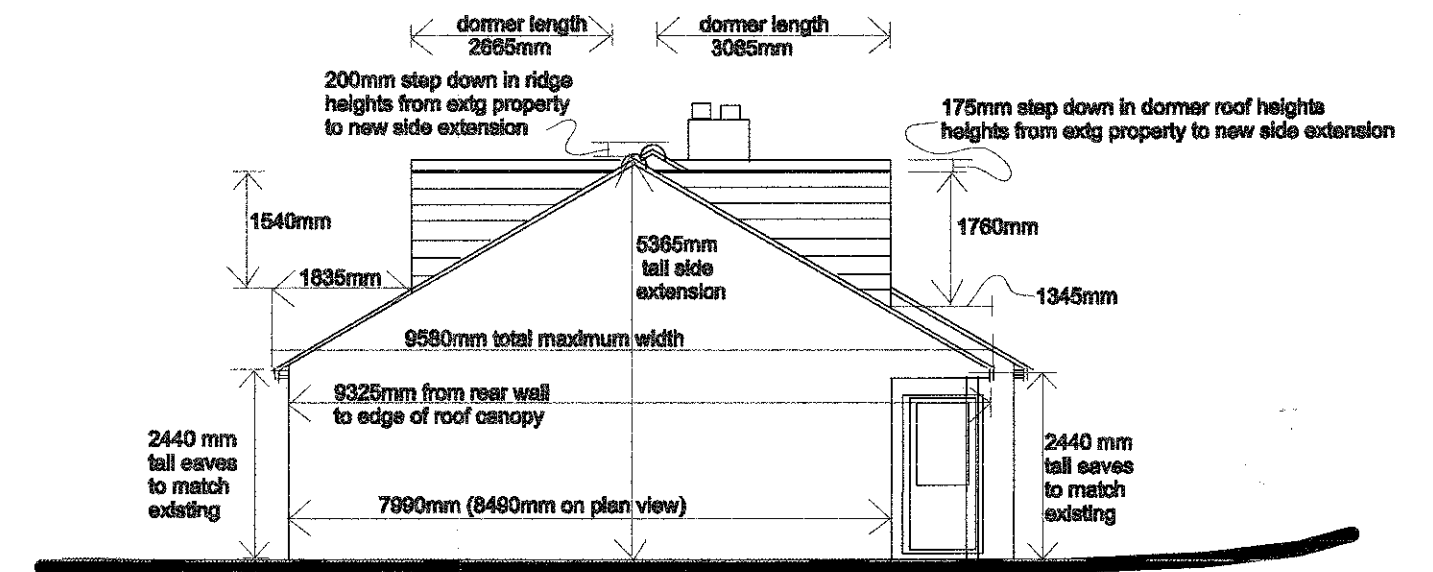 dormer length
2665mm
dormer length
3085mm
200mm step down in ridge
heights from extg property
to new side extension
175mm step down in dormer roof heights
heights from extg property to new side extension
1540mm
1760mm
5365mm
tall side
extension
1835mm
1345mm
9580mm total maximum width
9325mm from rear wall
to edge of roof canopy
2440 mm
tall eaves
to match
existing
2440 mm
tall eaves
to match
existing
7990mm (8490mm on plan view)